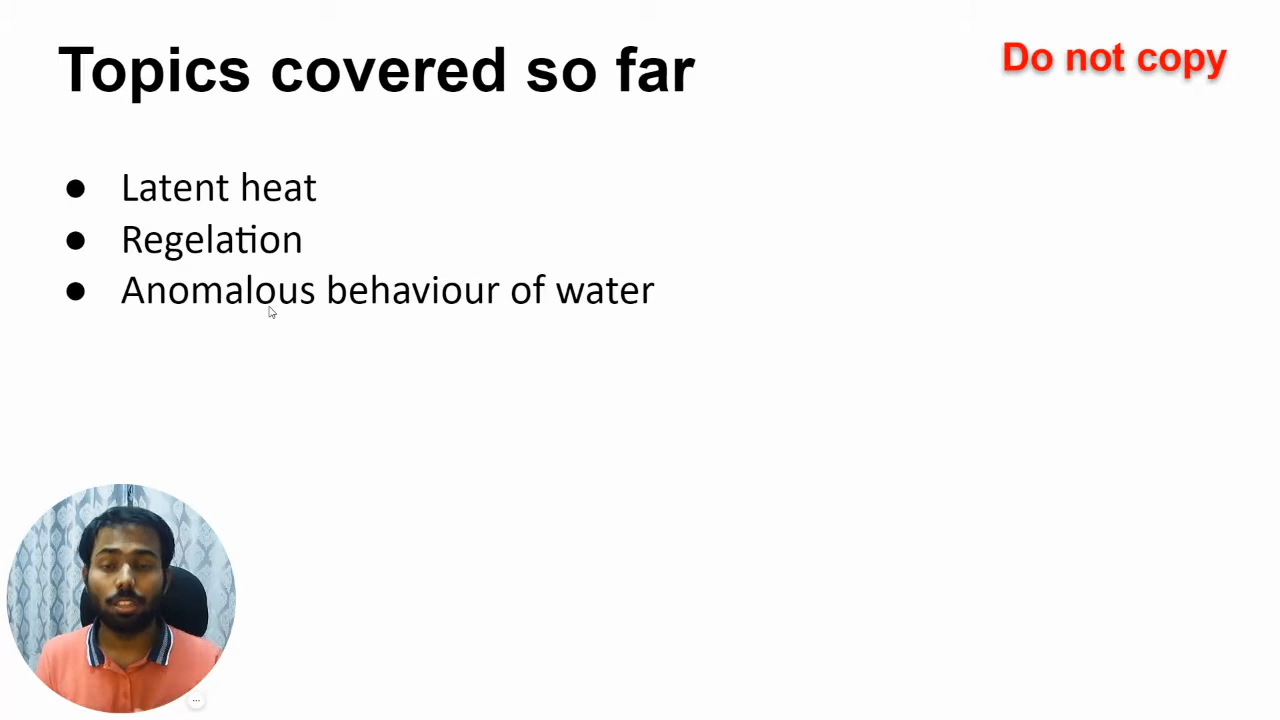 Topics covered so far
Do not copy
● Latent heat
● Regelation
● Anomalous behaviour of water